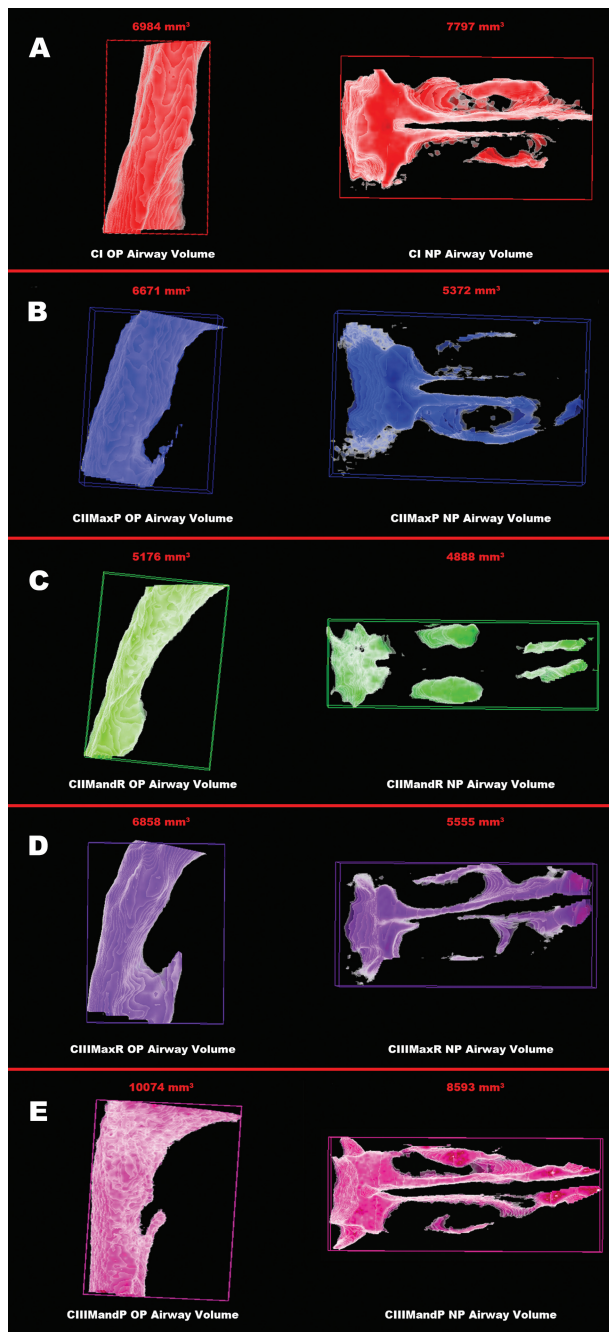 A
6984 mm³ 7797 mm³
CI OP Airway Volume CI NP Airway Volume
B
6671 mm³ 5372 mm³
CIIMaxP OP Airway Volume CIIMaxP NP Airway Volume
C
5176 mm³ 4888 mm³
CIIMandR OP Airway Volume CIIMandR NP Airway Volume
D
6858 mm³ 5555 mm³
CIIIMaxR OP Airway Volume CIIIMaxR NP Airway Volume
E
10074 mm³ 8593 mm³
CIIIMandP OP Airway Volume CIIIMandP NP Airway Volume